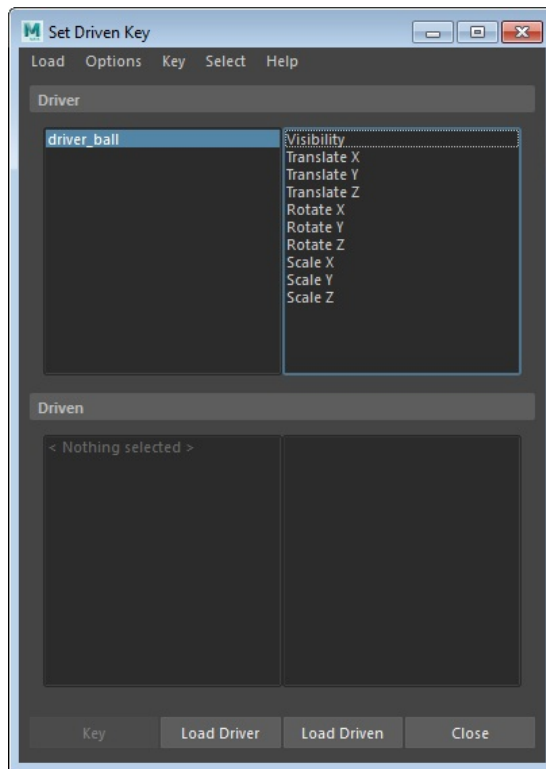 M Set Driven Key
Load Options Key Select Help
Driver
driver_ball
Visibility
Translate X
Translate Y
Translate Z
Rotate X
Rotate Y
Rotate Z
Scale X
Scale Y
Scale Z
Driven
< Nothing selected >
Key Load Driver Load Driven Close